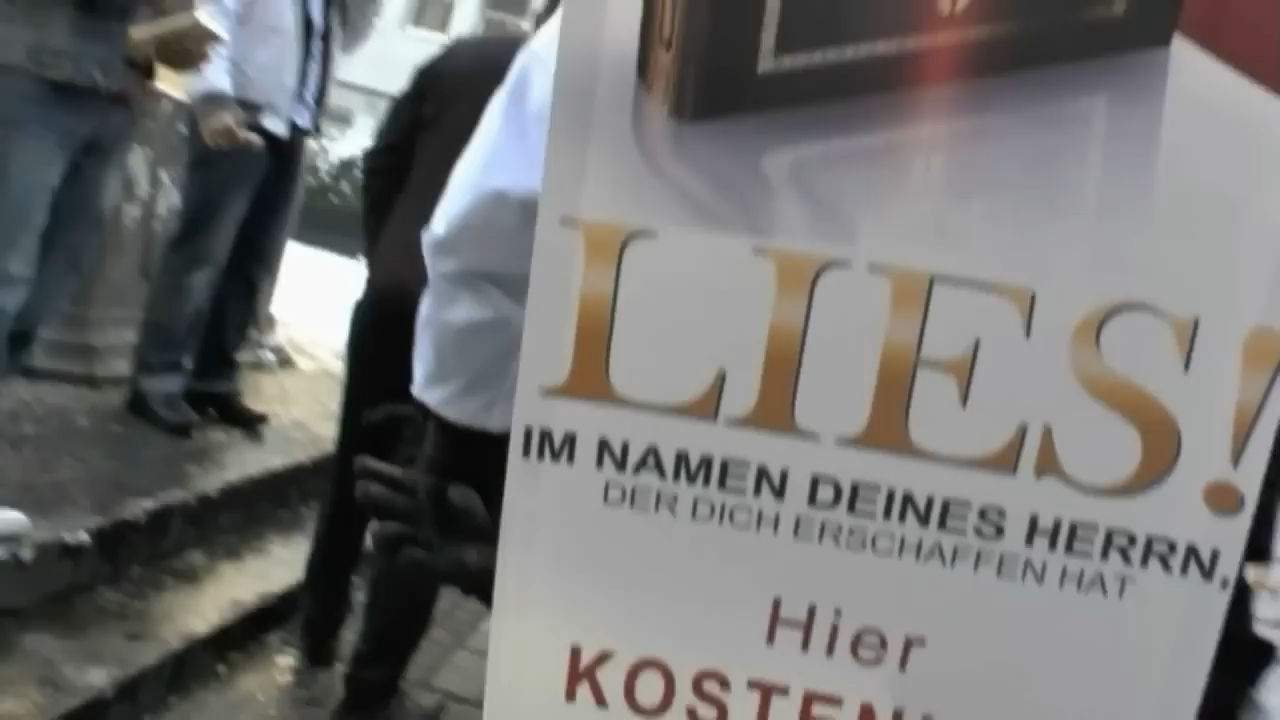 LIES!
IM NAMEN DEINES HERRN,
DER DICH ERSCHAFFEN HAT
Hier